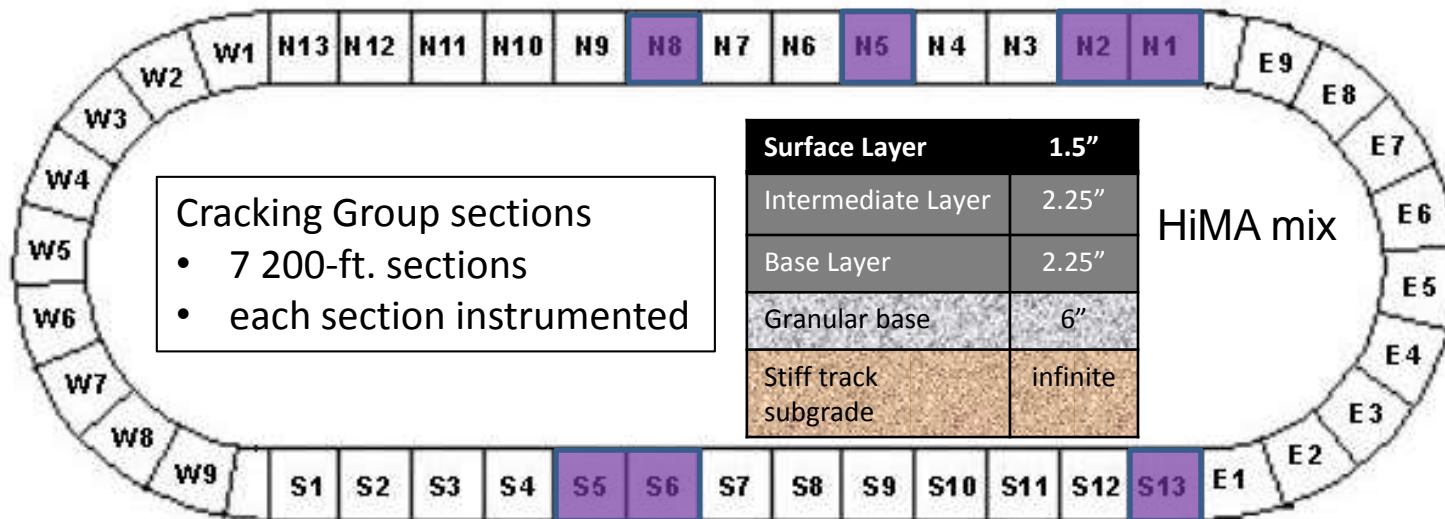 W1 N13 N12 N11 N10 N9 N8 N7 N6 N5 N4 N3 N2 N1 E9
W2 E8
W3 E7
W4 E6
W5 E5
W6 E4
W7 E3
W8 E2
W9 S1 S2 S3 S4 S5 S6 S7 S8 S9 S10 S11 S12 S13 E1
Cracking Group sections
• 7 200-ft. sections
• each section instrumented
Surface Layer 1.5”
Intermediate Layer 2.25”
Base Layer 2.25”
Granular base 6”
Stiff track infinite
subgrade
HiMA mix